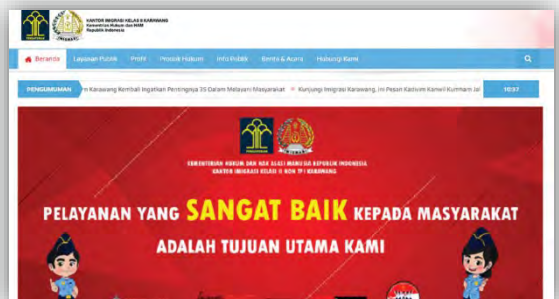 KANTOR IMIGRASI KELAS II KARAWANG
Kementrian Hukum dan HAM
Republik Indonesia
Beranda Layanan Publik Profil Produk Hukum Info Publik Berita & Acara Hubungi Kami
PENGUMUMAN Karawang Kembali Ingatkan Pentingnya 3S Dalam Melayani Masyarakat Kunjungi Imigrasi Karawang, Ini Pesan Kadivim Kanwil Kumham Jal 10:37
KEMENTERIAN HUKUM DAN HAK ASASI MANUSIA REPUBLIK INDONESIA
KANTOR IMIGRASI KELAS II NON TPI KARAWANG
PELAYANAN YANG SANGAT BAIK KEPADA MASYARAKAT
ADALAH TUJUAN UTAMA KAMI